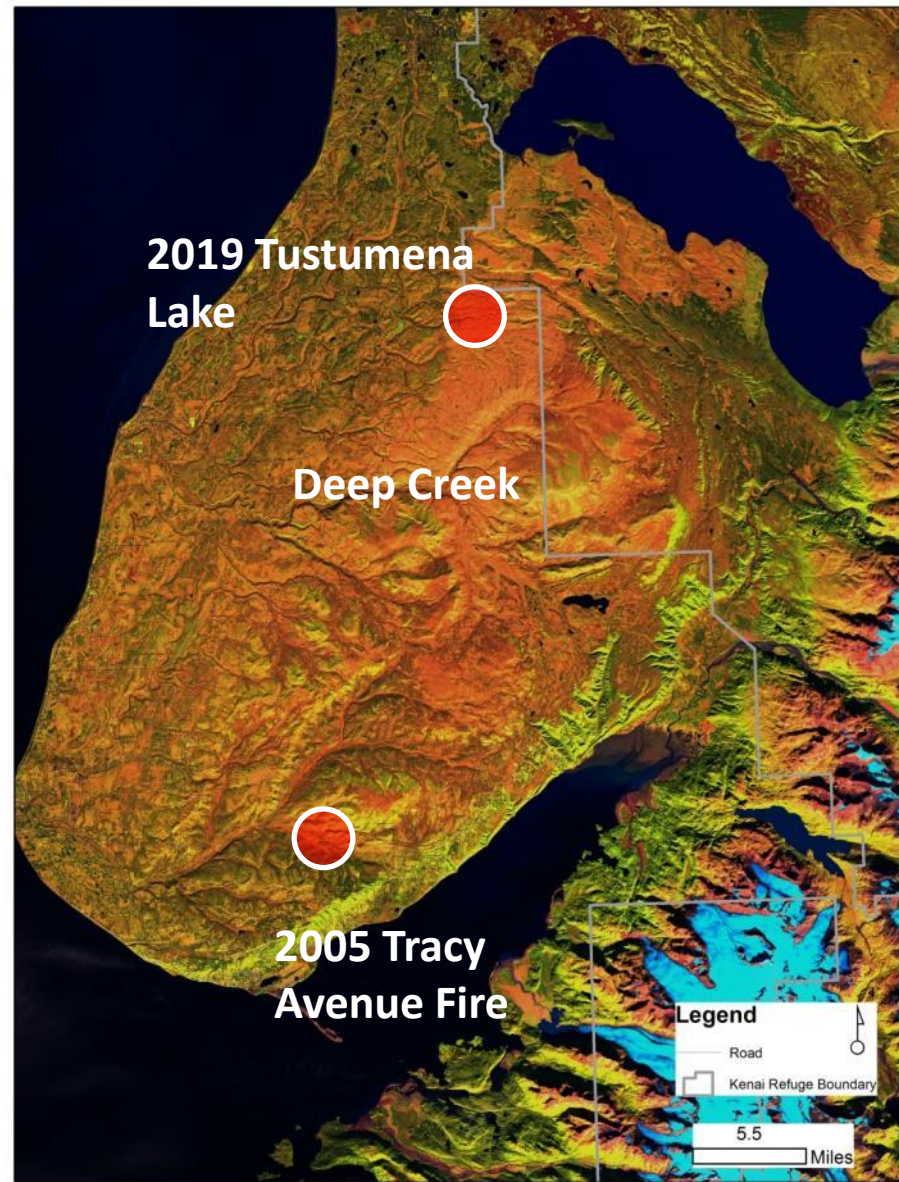 2019 Tustumena
Lake
Deep Creek
2005 Tracy
Avenue Fire
Legend
Road
Kenai Refuge Boundary
5.5
Miles